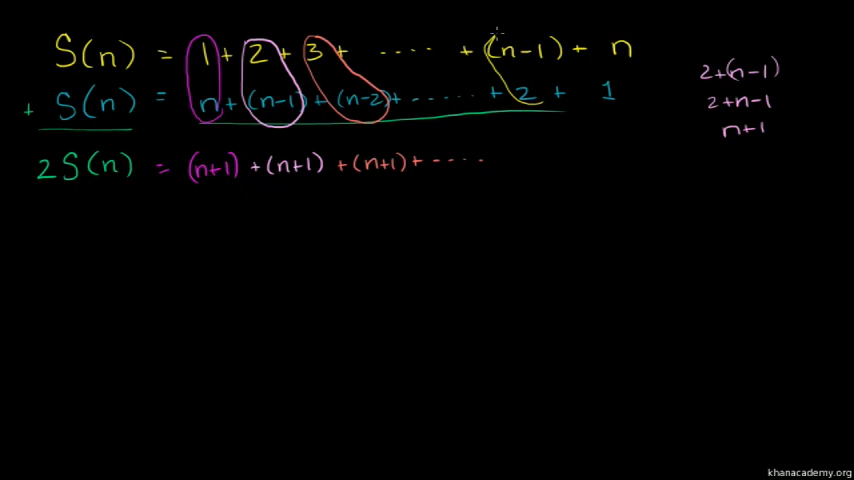 S(n) = 1 + 2 + 3 + ···· + (n-1) + n
+ S(n) = n + (n-1) + (n-2) + ······ + 2 + 1
2S(n) = (n+1) + (n+1) + (n+1) + ····
2+(n-1)
2+n-1
n+1
khanacademy.org